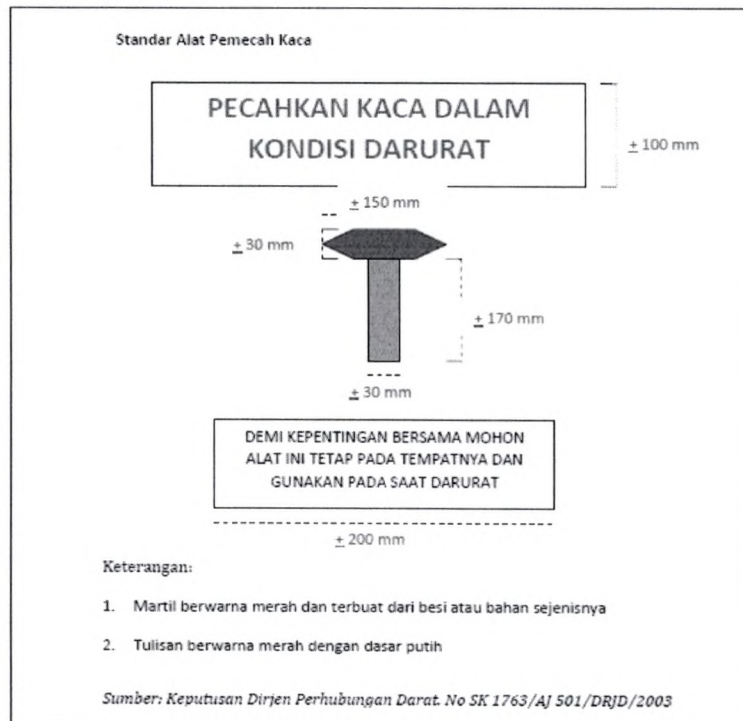 Standar Alat Pemecah Kaca
PECAHKAN KACA DALAM
KONDISI DARURAT
± 100 mm
± 150 mm
± 30 mm
± 170 mm
± 30 mm
DEMI KEPENTINGAN BERSAMA MOHON
ALAT INI TETAP PADA TEMPATNYA DAN
GUNAKAN PADA SAAT DARURAT
± 200 mm
Keterangan:
1. Martil berwarna merah dan terbuat dari besi atau bahan sejenisnya
2. Tulisan berwarna merah dengan dasar putih
Sumber: Keputusan Dirjen Perhubungan Darat. No SK 1763/AJ 501/DRJD/2003